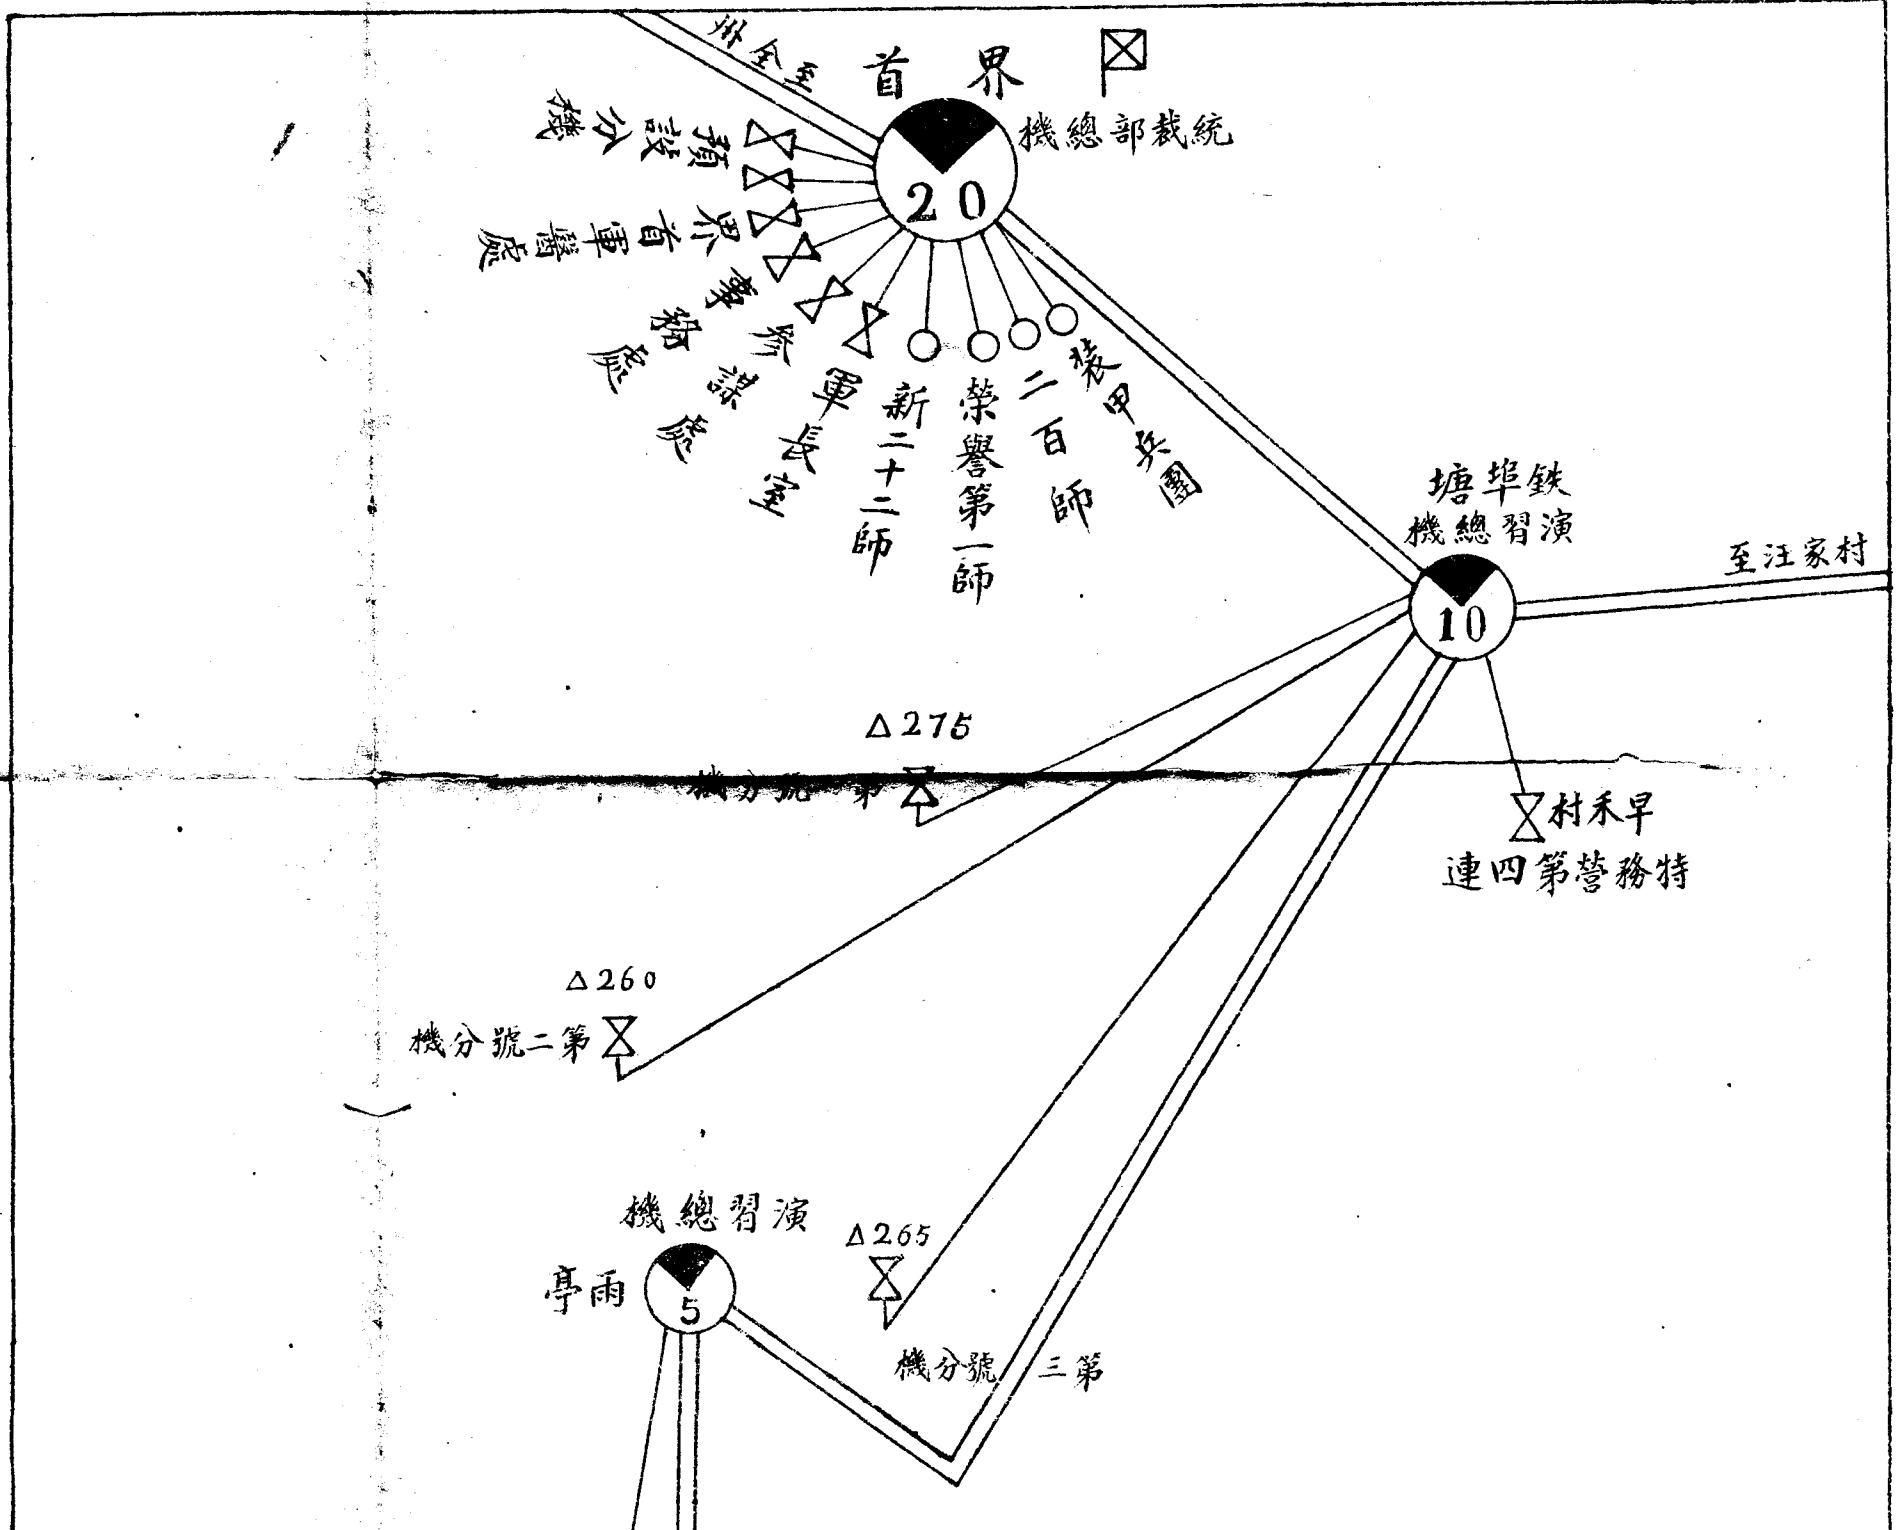 至全州
界首
統裁部總機
20
預設分機
界首軍醫處
事務處
參謀處
軍長室
新二十二師
榮譽第一師
二百師
裝甲兵團
鉄埠塘
演習總機
10
至汪家村
△275
第一號分機
早禾村
特務營第四連
△260
第二號分機
演習總機
雨亭
5
△265
第三號分機